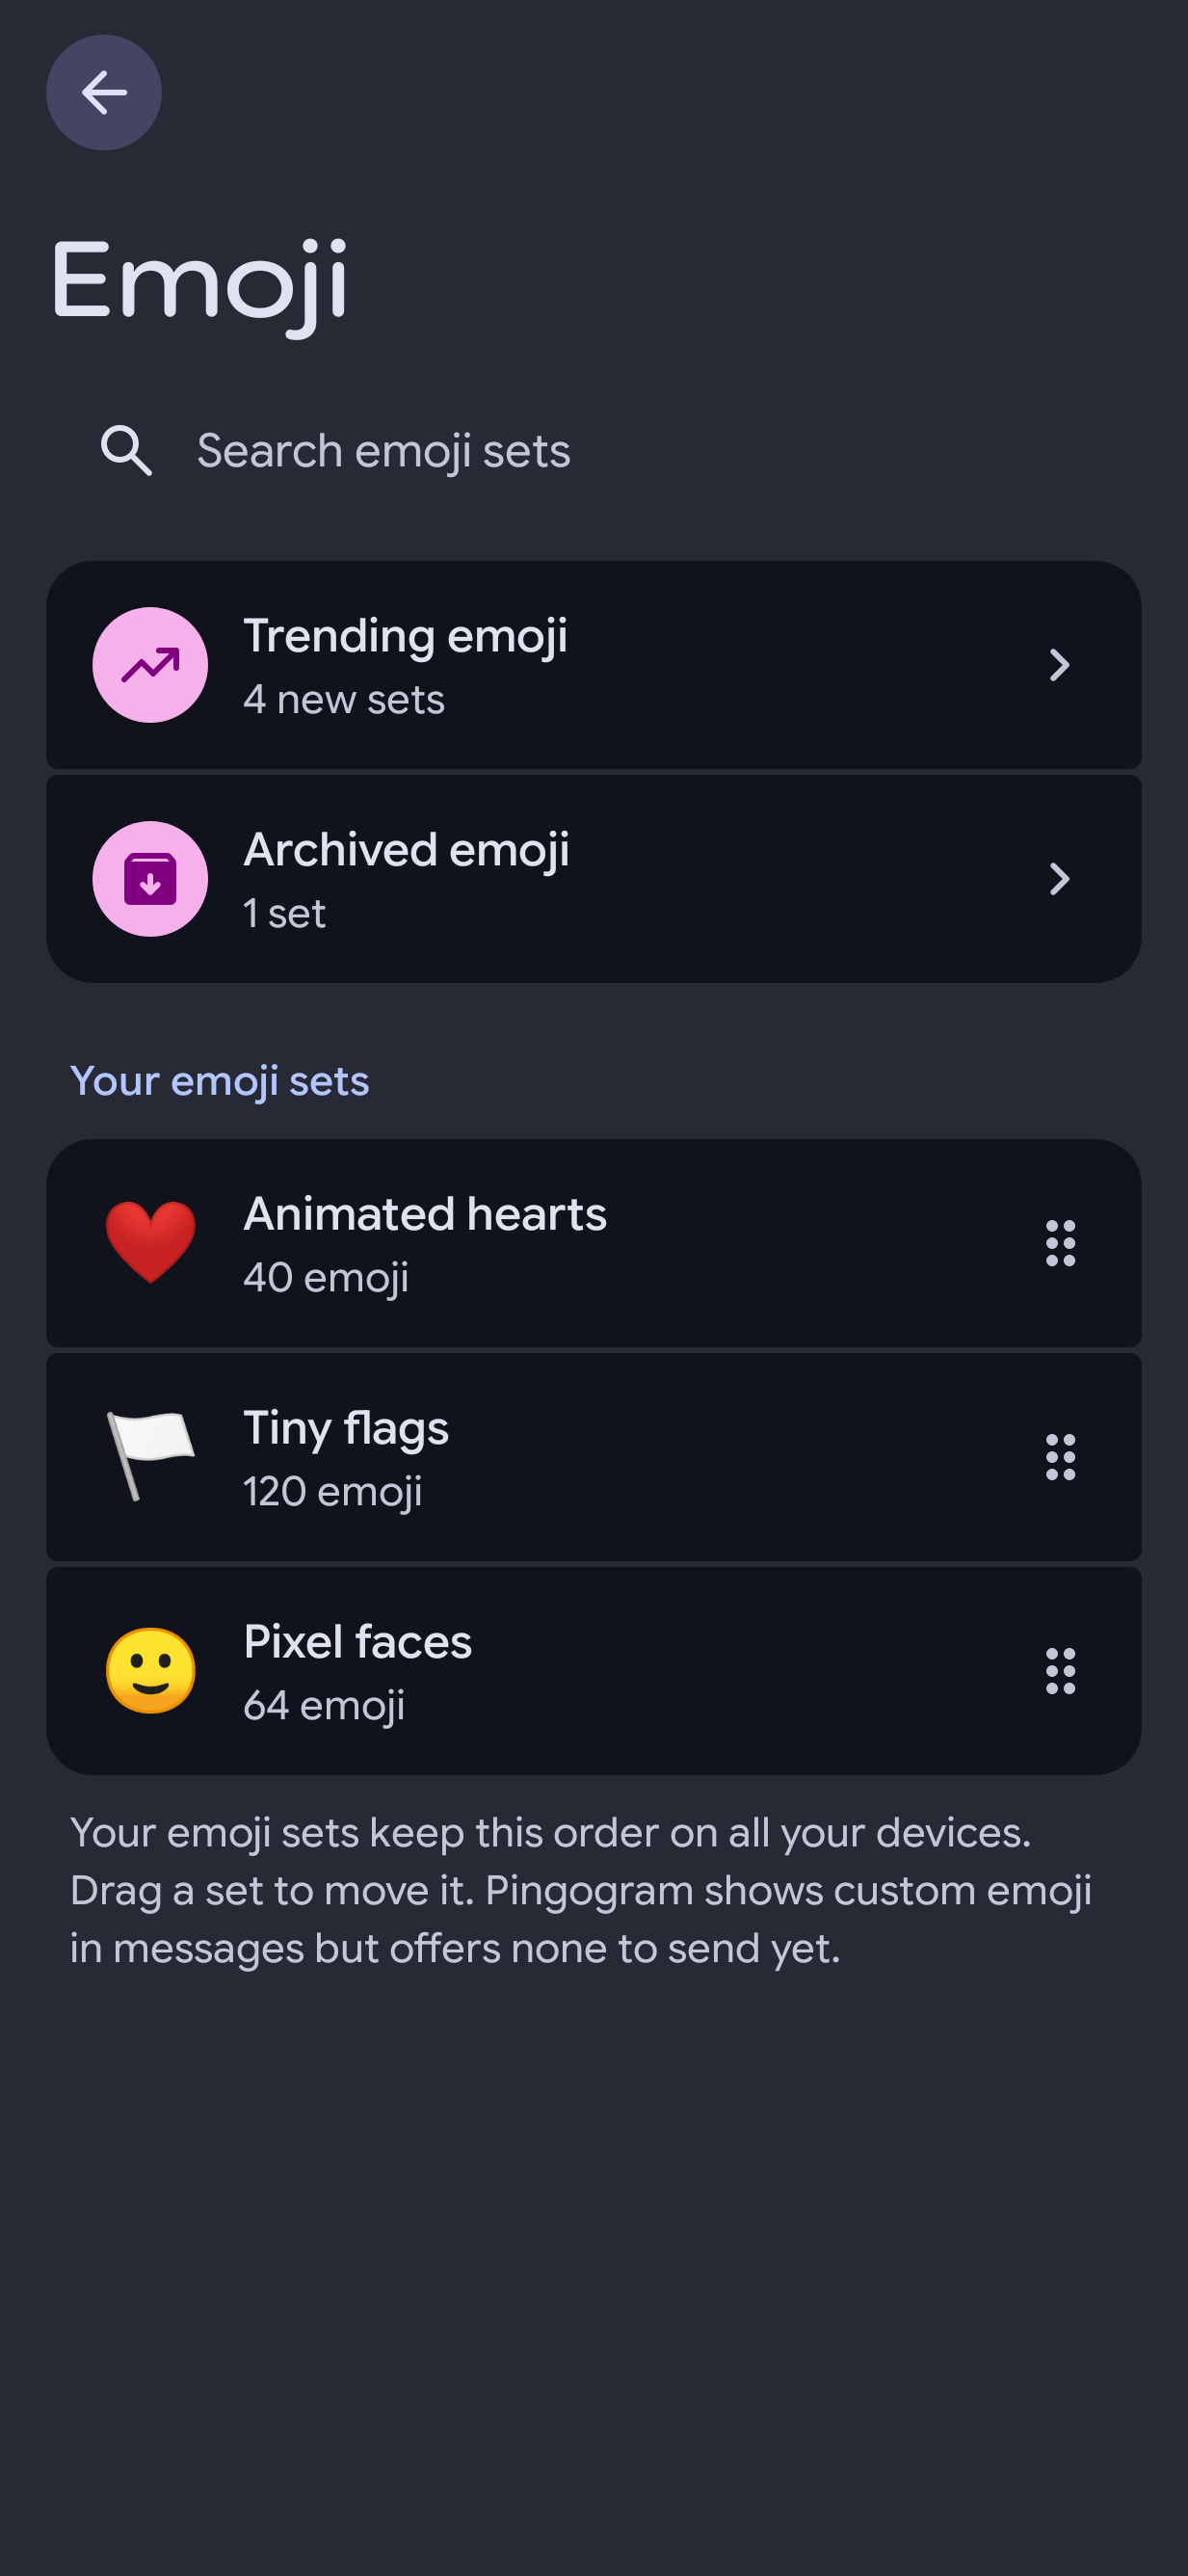 Emoji
Search emoji sets
Trending emoji
4 new sets
Archived emoji
1 set
Your emoji sets
Animated hearts
40 emoji
Tiny flags
120 emoji
Pixel faces
64 emoji
Your emoji sets keep this order on all your devices.
Drag a set to move it. Pingogram shows custom emoji
in messages but offers none to send yet.